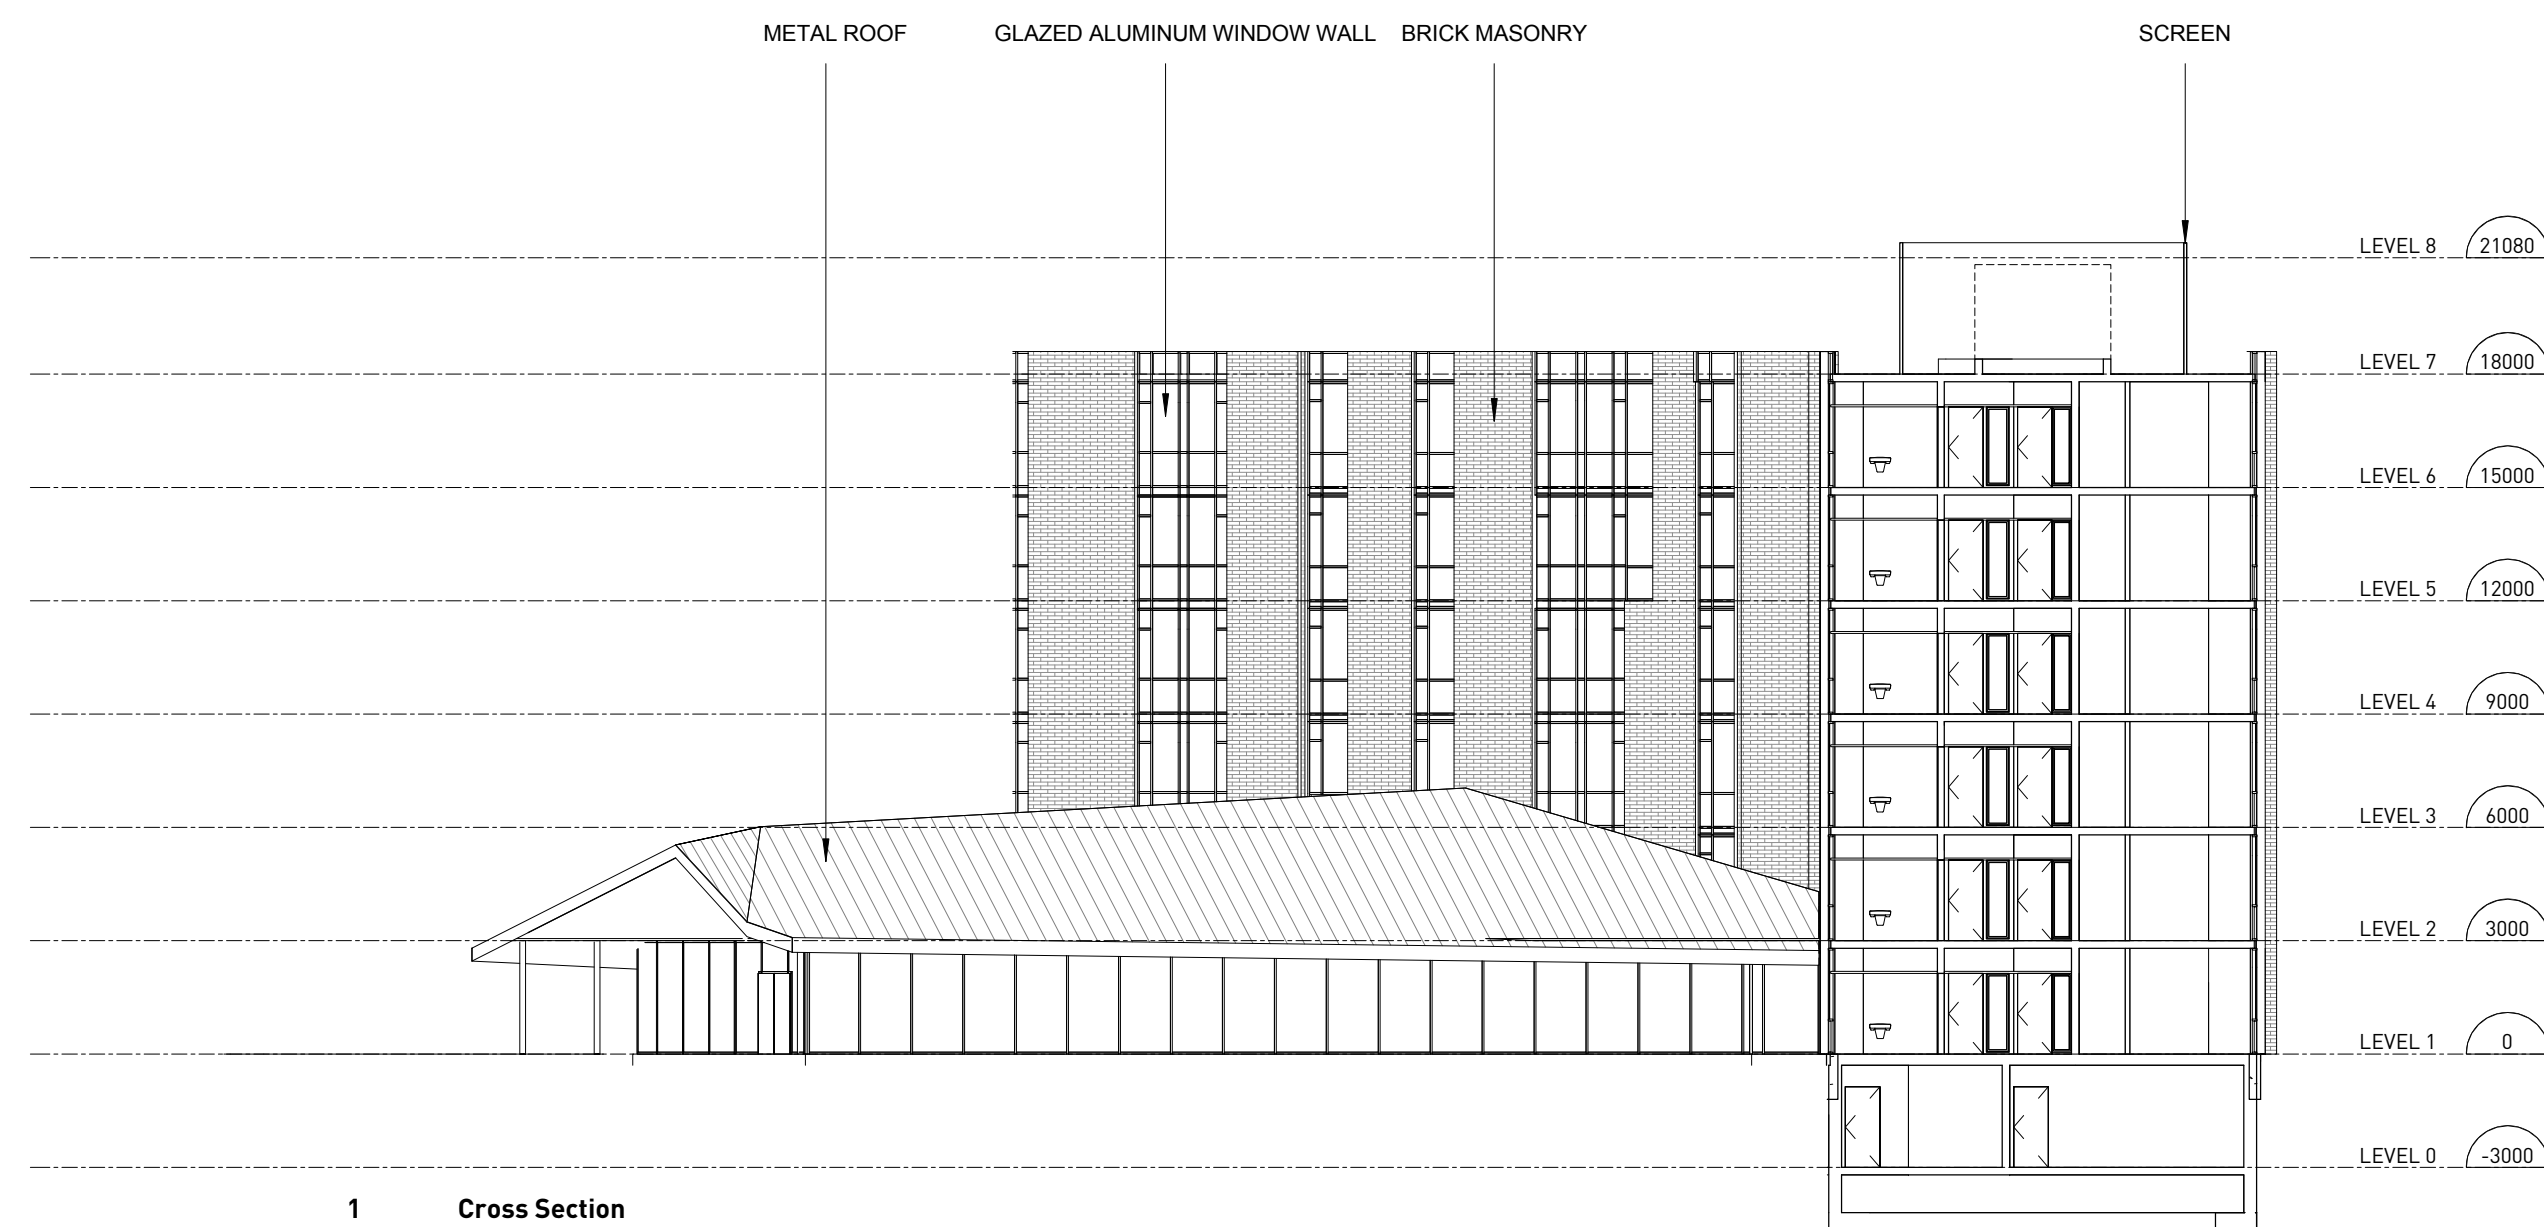 METAL ROOF GLAZED ALUMINUM WINDOW WALL BRICK MASONRY SCREEN
LEVEL 8 21080
LEVEL 7 18000
LEVEL 6 15000
LEVEL 5 12000
LEVEL 4 9000
LEVEL 3 6000
LEVEL 2 3000
LEVEL 1 0
LEVEL 0 -3000
1 Cross Section